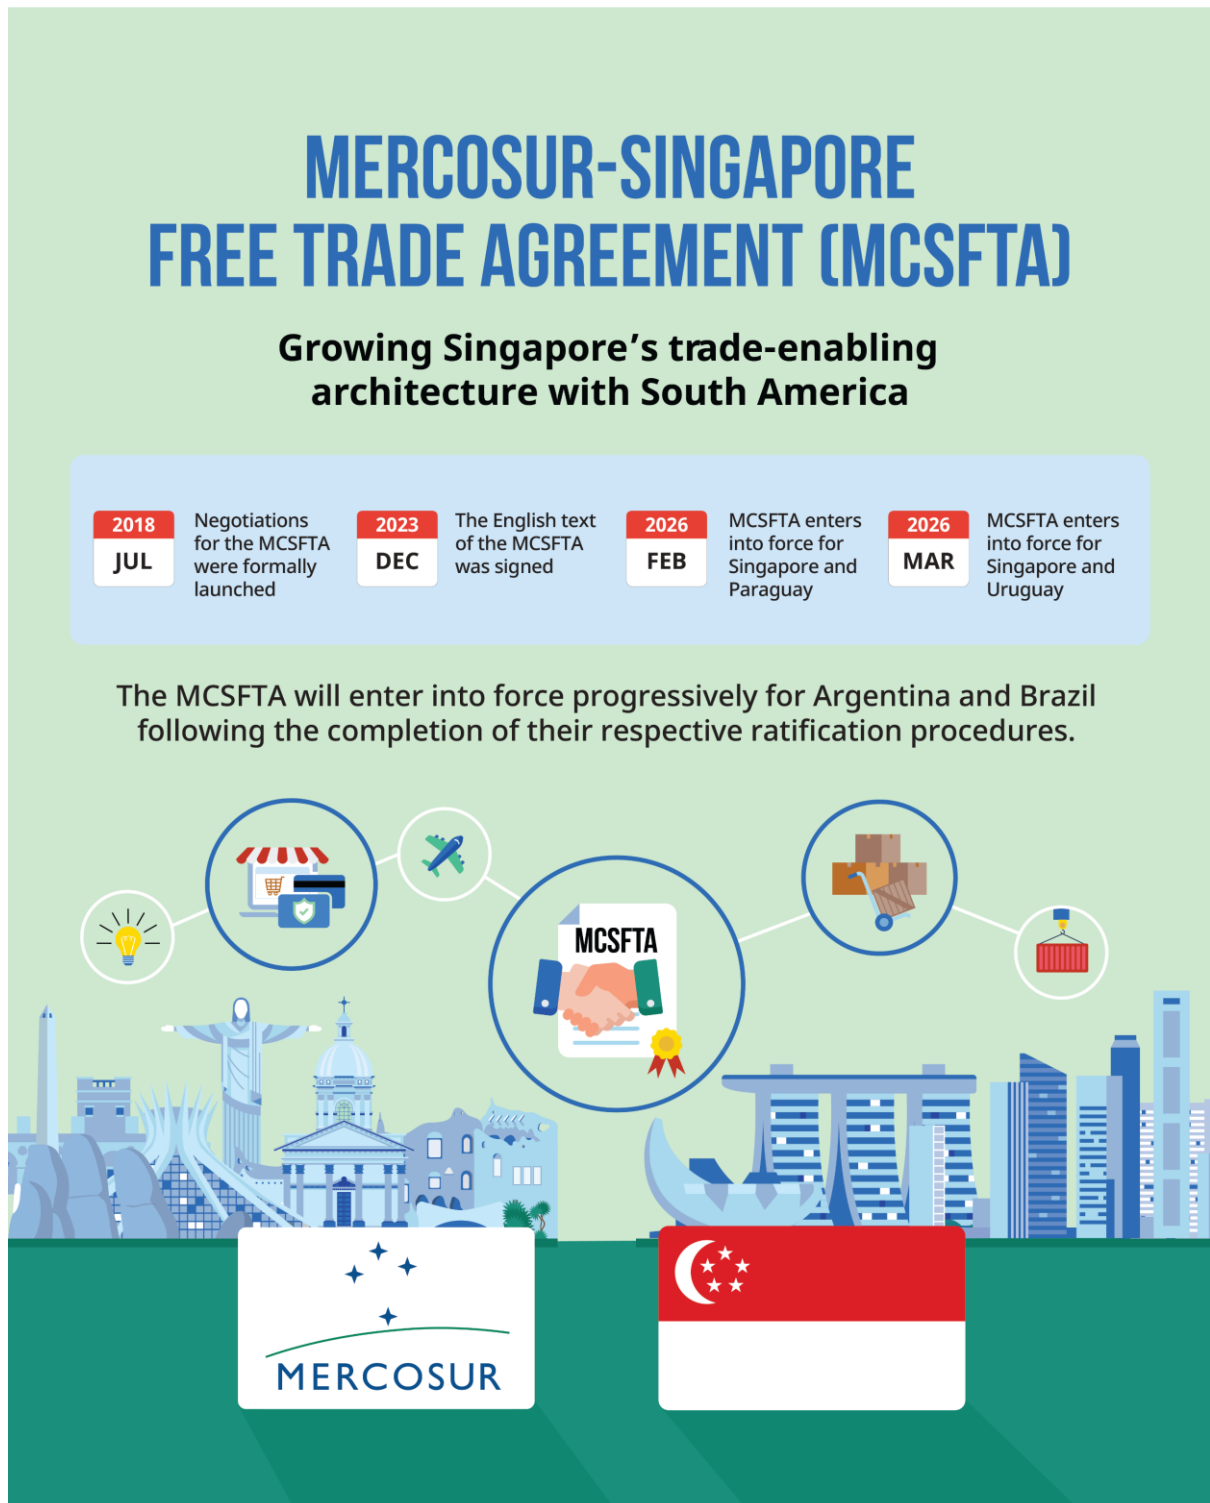 MERCOSUR-SINGAPORE
FREE TRADE AGREEMENT (MCSFTA)
Growing Singapore’s trade-enabling
architecture with South America
2018
JUL
Negotiations
for the MCSFTA
were formally
launched
2023
DEC
The English text
of the MCSFTA
was signed
2026
FEB
MCSFTA enters
into force for
Singapore and
Paraguay
2026
MAR
MCSFTA enters
into force for
Singapore and
Uruguay
The MCSFTA will enter into force progressively for Argentina and Brazil
following the completion of their respective ratification procedures.
MCSFTA
MERCOSUR